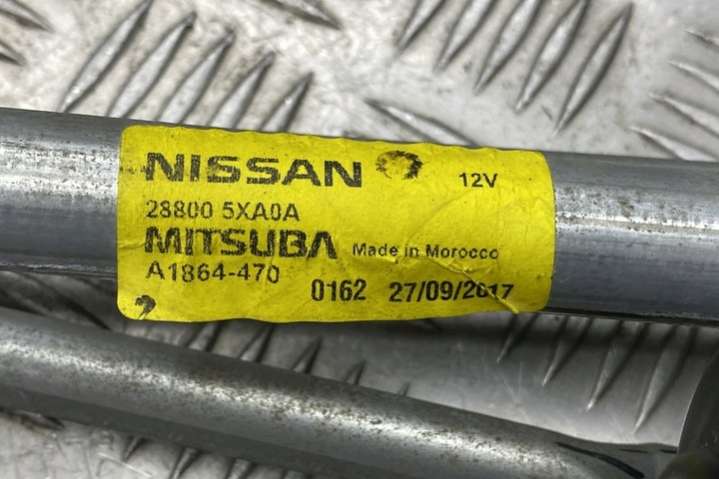 NISSAN 12V
28800 5XA0A
MITSUBA Made in Morocco
A1864-470 0162 27/09/2017